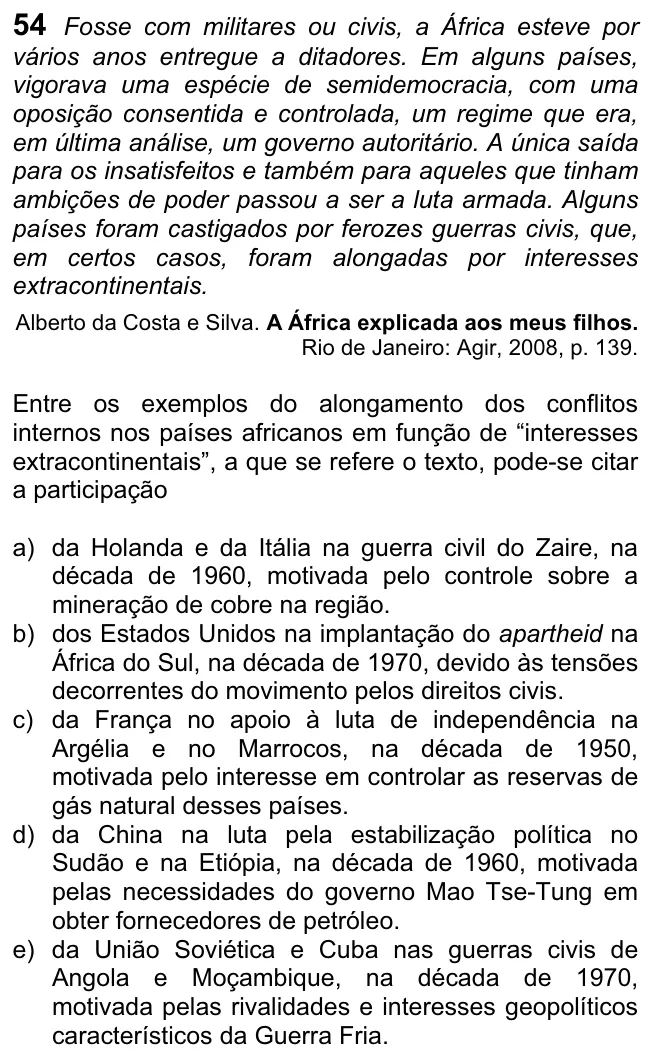 54 Fosse com militares ou civis, a África esteve por
vários anos entregue a ditadores. Em alguns países,
vigorava uma espécie de semidemocracia, com uma
oposição consentida e controlada, um regime que era,
em última análise, um governo autoritário. A única saída
para os insatisfeitos e também para aqueles que tinham
ambições de poder passou a ser a luta armada. Alguns
países foram castigados por ferozes guerras civis, que,
em certos casos, foram alongadas por interesses
extracontinentais.
Alberto da Costa e Silva. A África explicada aos meus filhos.
Rio de Janeiro: Agir, 2008, p. 139.
Entre os exemplos do alongamento dos conflitos
internos nos países africanos em função de “interesses
extracontinentais”, a que se refere o texto, pode-se citar
a participação
a) da Holanda e da Itália na guerra civil do Zaire, na
década de 1960, motivada pelo controle sobre a
mineração de cobre na região.
b) dos Estados Unidos na implantação do apartheid na
África do Sul, na década de 1970, devido às tensões
decorrentes do movimento pelos direitos civis.
c) da França no apoio à luta de independência na
Argélia e no Marrocos, na década de 1950,
motivada pelo interesse em controlar as reservas de
gás natural desses países.
d) da China na luta pela estabilização política no
Sudão e na Etiópia, na década de 1960, motivada
pelas necessidades do governo Mao Tse-Tung em
obter fornecedores de petróleo.
e) da União Soviética e Cuba nas guerras civis de
Angola e Moçambique, na década de 1970,
motivada pelas rivalidades e interesses geopolíticos
característicos da Guerra Fria.